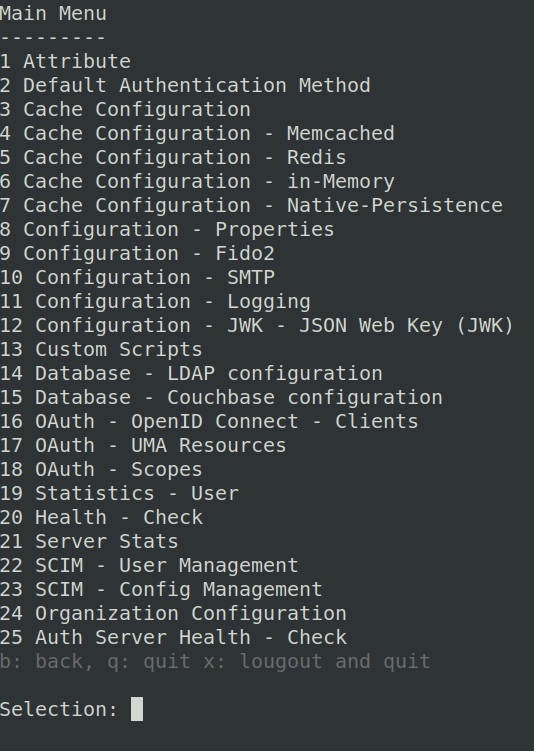 Main Menu
---------
1 Attribute
2 Default Authentication Method
3 Cache Configuration
4 Cache Configuration - Memcached
5 Cache Configuration - Redis
6 Cache Configuration - in-Memory
7 Cache Configuration - Native-Persistence
8 Configuration - Properties
9 Configuration - Fido2
10 Configuration - SMTP
11 Configuration - Logging
12 Configuration - JWK - JSON Web Key (JWK)
13 Custom Scripts
14 Database - LDAP configuration
15 Database - Couchbase configuration
16 OAuth - OpenID Connect - Clients
17 OAuth - UMA Resources
18 OAuth - Scopes
19 Statistics - User
20 Health - Check
21 Server Stats
22 SCIM - User Management
23 SCIM - Config Management
24 Organization Configuration
25 Auth Server Health - Check
b: back, q: quit x: lougout and quit
Selection: